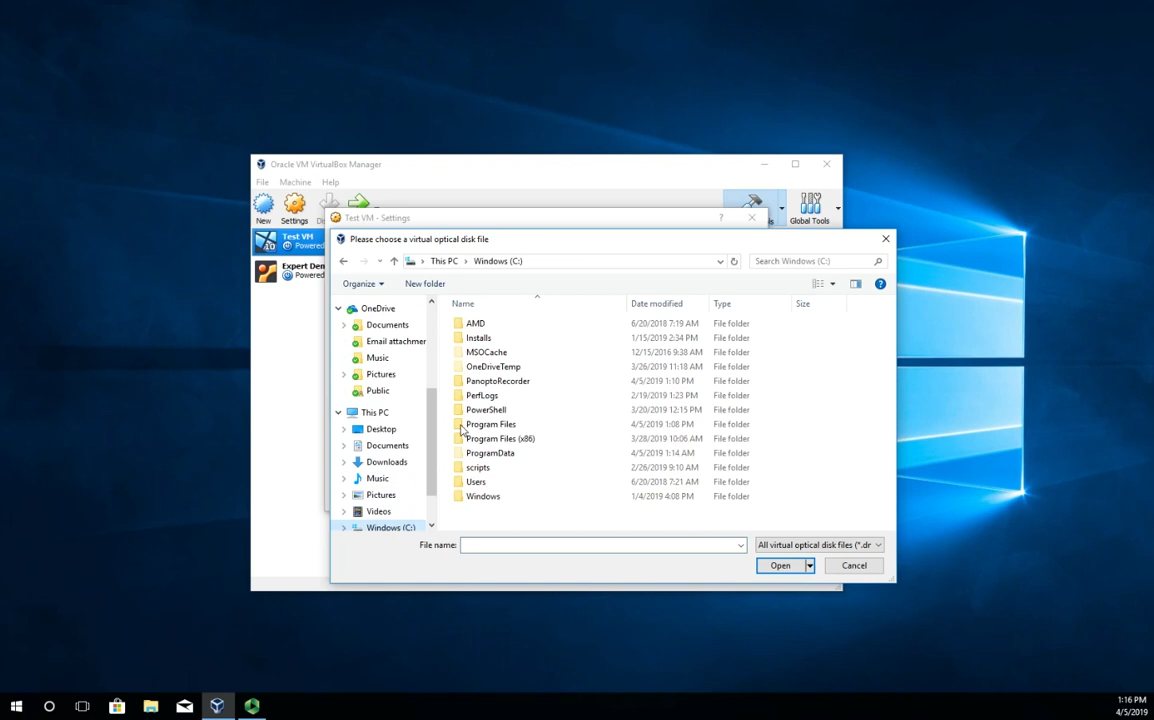 Oracle VM VirtualBox Manager
File Machine Help
New Settings Global Tools
Test VM
Powered
Expert Den
Powered
Test VM - Settings
?
Please choose a virtual optical disk file
This PC > Windows (C:)
Search Windows (C:)
Organize New folder
Name Date modified Type Size
OneDrive
Documents
Email attachmer
Music
Pictures
Public
This PC
Desktop
Documents
Downloads
Music
Pictures
Videos
Windows (C:)
AMD 6/20/2018 7:19 AM File folder
Installs 1/15/2019 2:34 PM File folder
MSOCache 12/15/2016 9:38 AM File folder
OneDriveTemp 3/26/2019 11:18 AM File folder
PanoptoRecorder 4/5/2019 1:10 PM File folder
PerfLogs 2/19/2019 1:23 PM File folder
PowerShell 3/20/2019 12:15 PM File folder
Program Files 4/5/2019 1:08 PM File folder
Program Files (x86) 3/28/2019 10:06 AM File folder
ProgramData 4/5/2019 1:14 AM File folder
scripts 2/26/2019 9:10 AM File folder
Users 6/20/2018 7:21 AM File folder
Windows 1/4/2019 4:08 PM File folder
File name: All virtual optical disk files (*.dr
Open Cancel
1:16 PM
4/5/2019